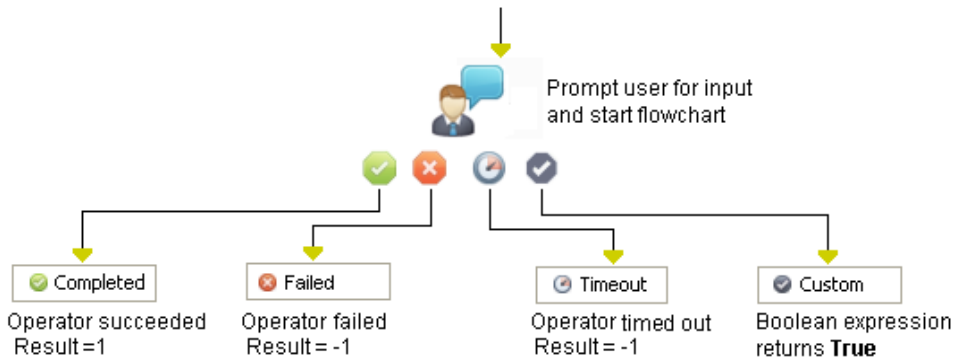 Prompt user for input
and start flowchart
Completed
Operator succeeded
Result =1
Failed
Operator failed
Result = -1
Timeout
Operator timed out
Result = -1
Custom
Boolean expression
returns True